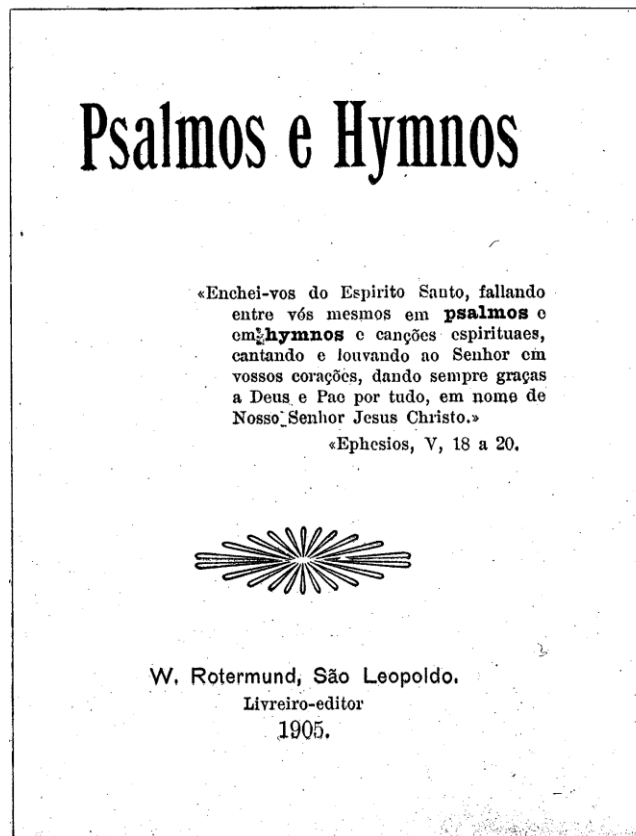 Psalmos e Hymnos
«Enchei-vos do Espirito Santo, fallando
entre vós mesmos em psalmos e
em hymnos e canções espirituaes,
cantando e louvando ao Senhor em
vossos corações, dando sempre graças
a Deus e Pae por tudo, em nome de
Nosso Senhor Jesus Christo.»
«Ephesios, V, 18 a 20.
W. Rotermund, São Leopoldo.
Livreiro-editor
1905.